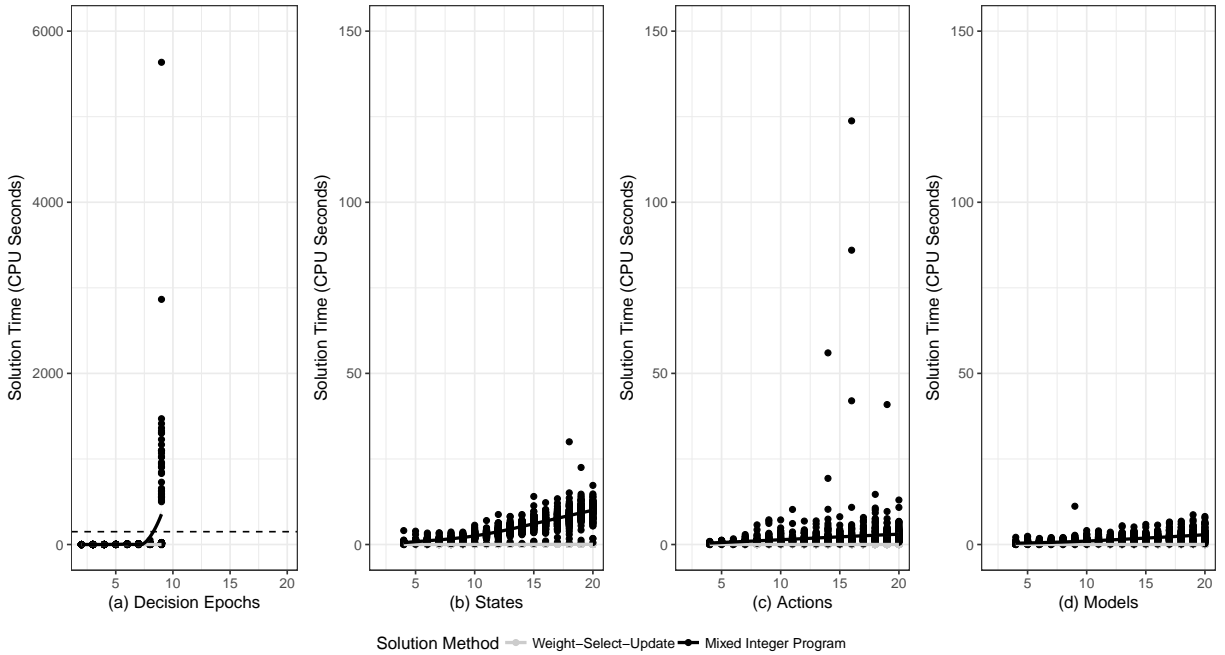 Solution Time (CPU Seconds)
6000
4000
2000
0
5 10 15 20
(a) Decision Epochs
Solution Time (CPU Seconds)
150
100
50
0
5 10 15 20
(b) States
Solution Time (CPU Seconds)
150
100
50
0
5 10 15 20
(c) Actions
Solution Time (CPU Seconds)
150
100
50
0
5 10 15 20
(d) Models
Solution Method Weight−Select−Update Mixed Integer Program